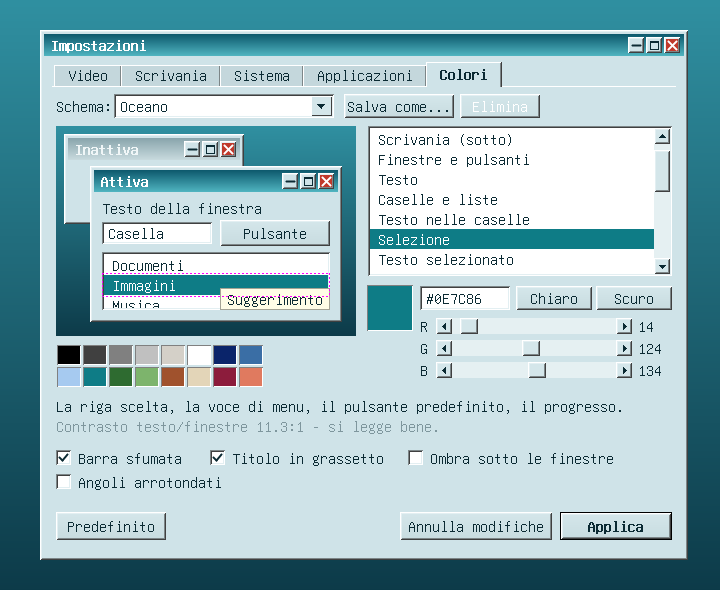 Impostazioni
Video Scrivania Sistema Applicazioni Colori
Schema: Oceano Salva come... Elimina
Inattiva
Attiva
Testo della finestra
Casella Pulsante
Documenti
Immagini
Musica
Suggerimento
Scrivania (sotto)
Finestre e pulsanti
Testo
Caselle e liste
Testo nelle caselle
Selezione
Testo selezionato
#0E7C86 Chiaro Scuro
R 14
G 124
B 134
La riga scelta, la voce di menu, il pulsante predefinito, il progresso.
Contrasto testo/finestre 11.3:1 - si legge bene.
Barra sfumata Titolo in grassetto Ombra sotto le finestre
Angoli arrotondati
Predefinito Annulla modifiche Applica